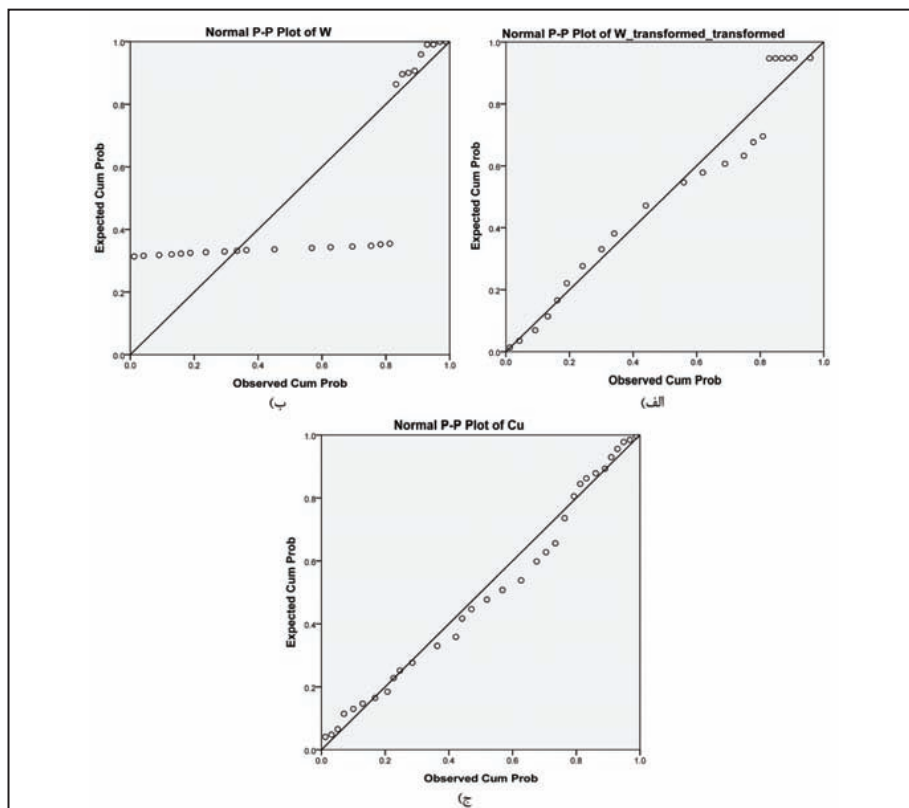 Normal P-P Plot of W
Expected Cum Prob
1.0
0.8
0.6
0.4
0.2
0.0
0.0 0.2 0.4 0.6 0.8 1.0
Observed Cum Prob
ب)
Normal P-P Plot of W_transformed_transformed
Expected Cum Prob
1.0
0.8
0.6
0.4
0.2
0.0
0.0 0.2 0.4 0.6 0.8 1.0
Observed Cum Prob
الف)
Normal P-P Plot of Cu
Expected Cum Prob
1.0
0.8
0.6
0.4
0.2
0.0
0.0 0.2 0.4 0.6 0.8 1.0
Observed Cum Prob
ج)